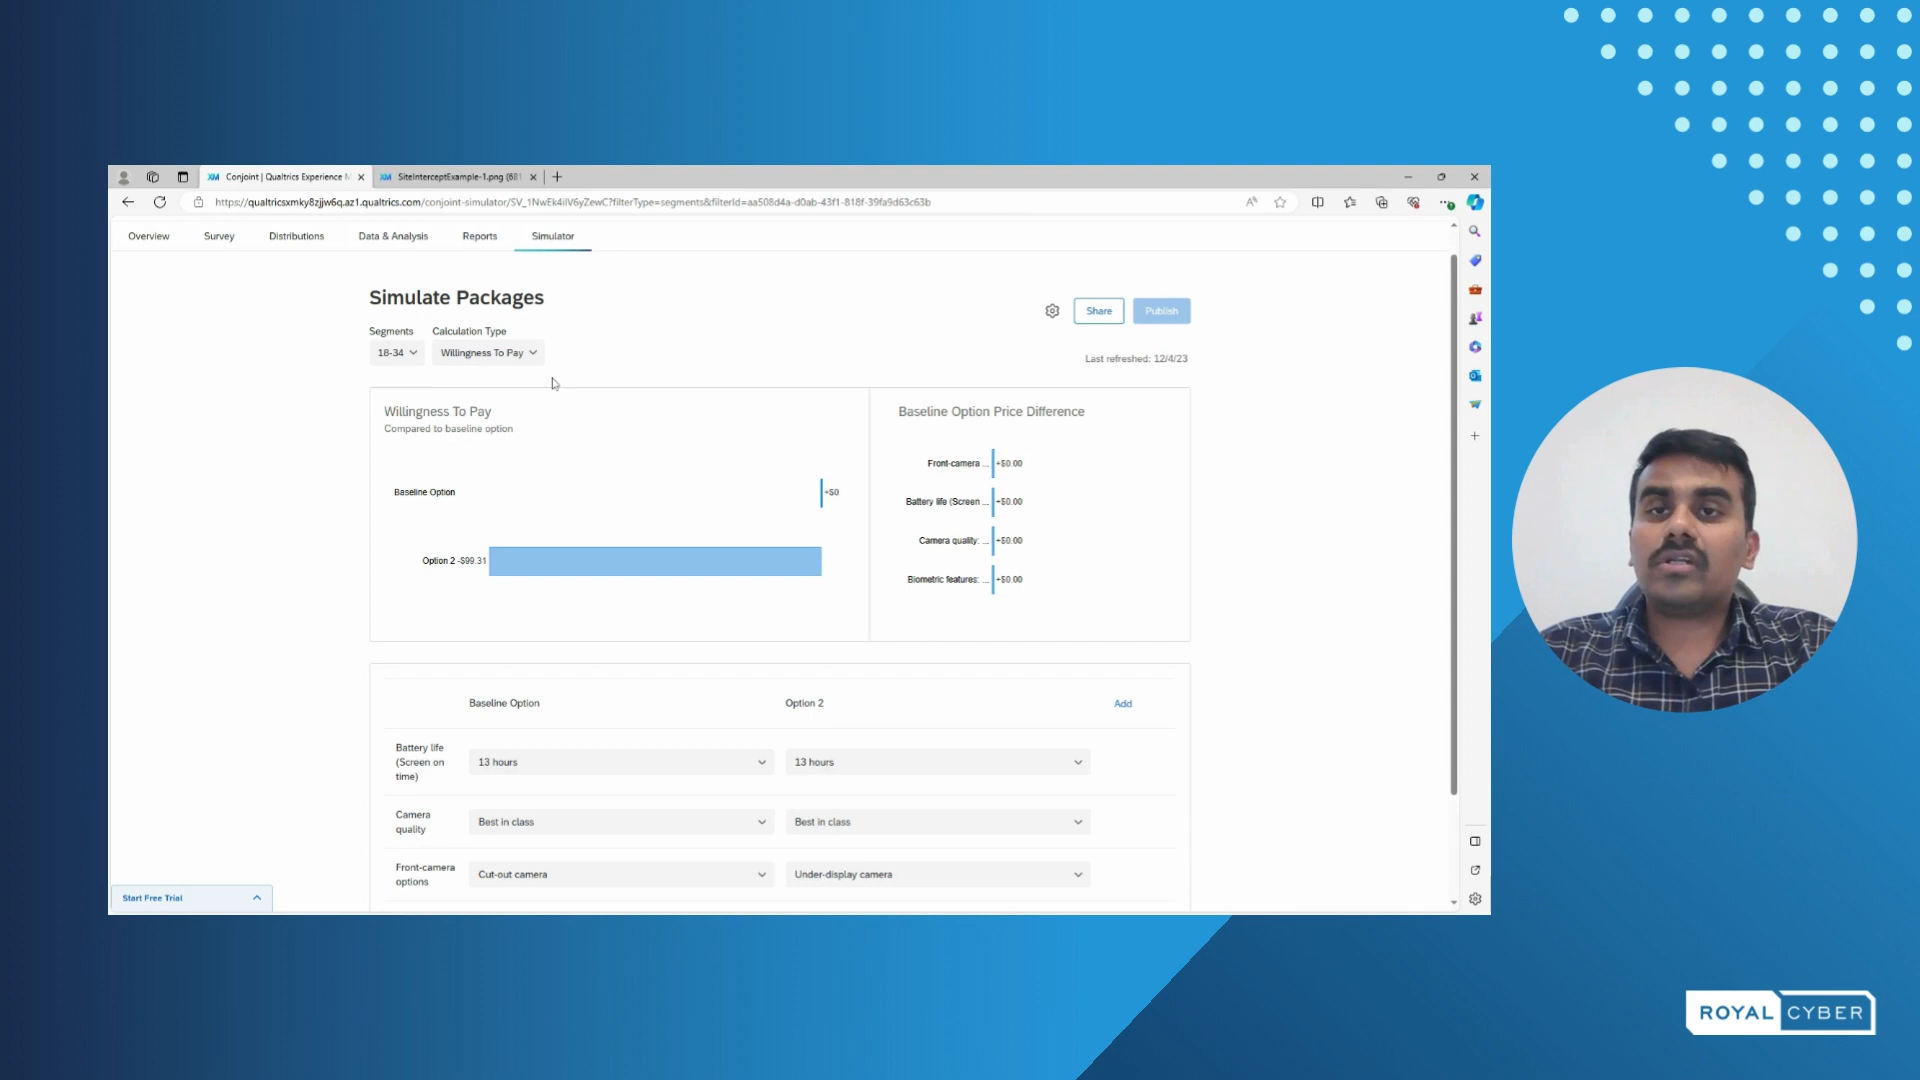 Conjoint | Qualtrics Experience M
SiteInterceptExample-1.png (681
https://qualtricsxmky8zjjw6q.az1.qualtrics.com/conjoint-simulator/SV_1NwEk4iIV6yZewC?filterType=segments&filterId=aa508d4a-d0ab-43f1-818f-39fa9d63c63b
Overview Survey Distributions Data & Analysis Reports Simulator
Simulate Packages
Share Publish
Segments Calculation Type
18-34 Willingness To Pay
Last refreshed: 12/4/23
Willingness To Pay
Compared to baseline option
Baseline Option +$0
Option 2 -$99.31
Baseline Option Price Difference
Front-camera ... +$0.00
Battery life (Screen ... +$0.00
Camera quality: ... +$0.00
Biometric features: ... +$0.00
Baseline Option Option 2 Add
Battery life
(Screen on
time)
13 hours 13 hours
Camera
quality
Best in class Best in class
Front-camera
options
Cut-out camera Under-display camera
Start Free Trial
ROYAL CYBER